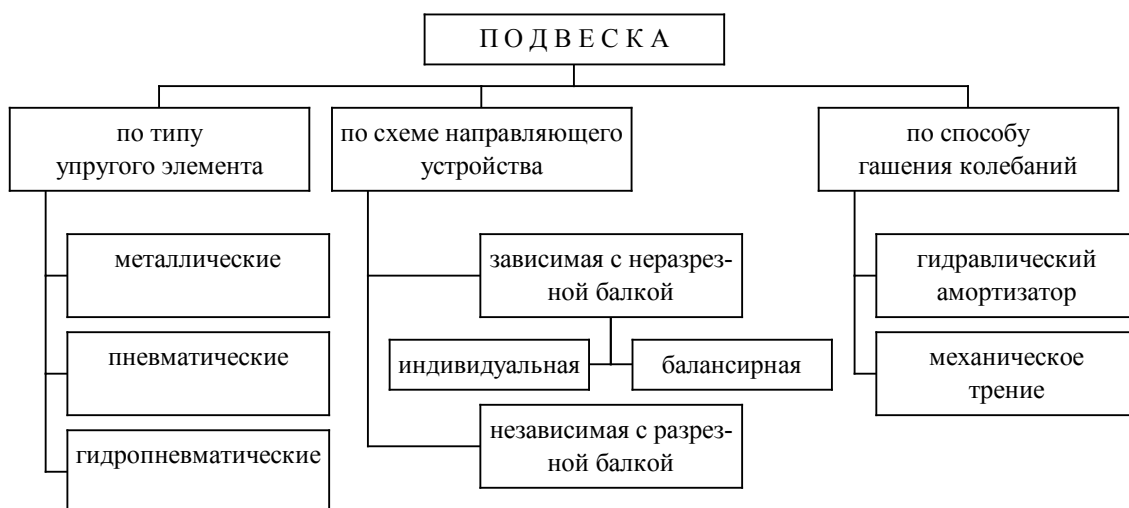 П О Д В Е С К А
по типу
упругого элемента
по схеме направляющего
устройства
по способу
гашения колебаний
металлические
пневматические
гидропневматические
зависимая с неразрез-
ной балкой
индивидуальная
балансирная
независимая с разрез-
ной балкой
гидравлический
амортизатор
механическое
трение